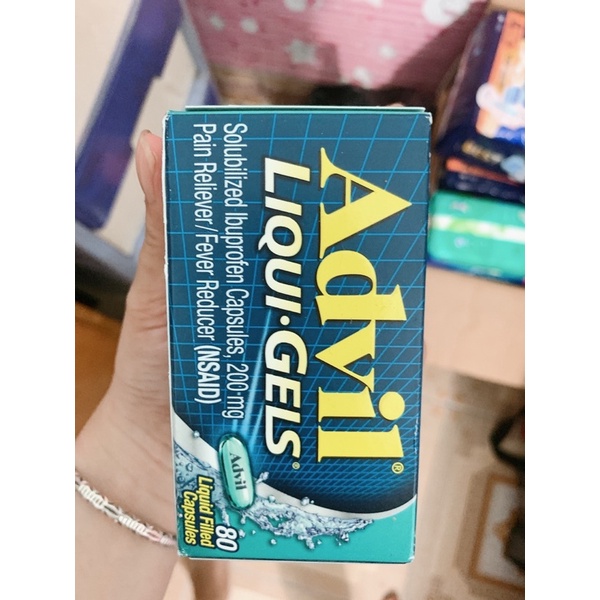 Advil®
LIQUI·GELS®
Solubilized Ibuprofen Capsules, 200 mg
Pain Reliever/Fever Reducer (NSAID)
Advil
80
Liquid Filled
Capsules